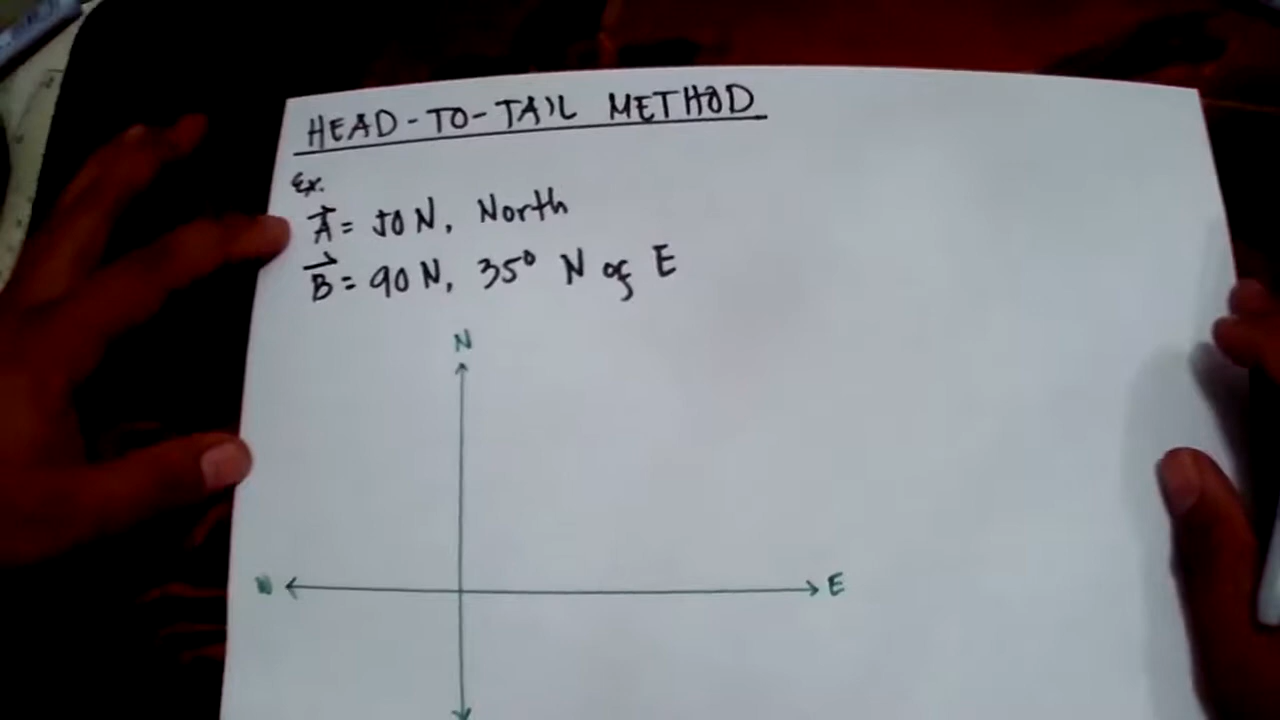 HEAD-TO-TAIL METHOD
Ex.
A = 50 N, North
B = 90 N, 35° N of E
N
W E